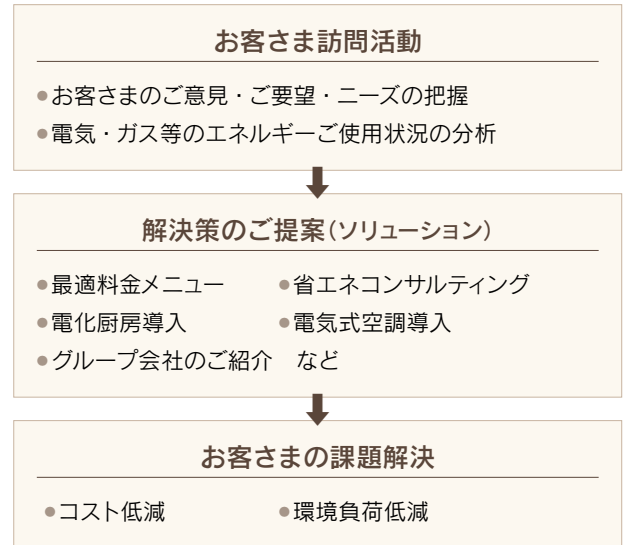 お客さま訪問活動
●お客さまのご意見・ご要望・ニーズの把握
●電気・ガス等のエネルギーご使用状況の分析
解決策のご提案(ソリューション)
●最適料金メニュー ●省エネコンサルティング
●電化厨房導入 ●電気式空調導入
●グループ会社のご紹介 など
お客さまの課題解決
●コスト低減 ●環境負荷低減